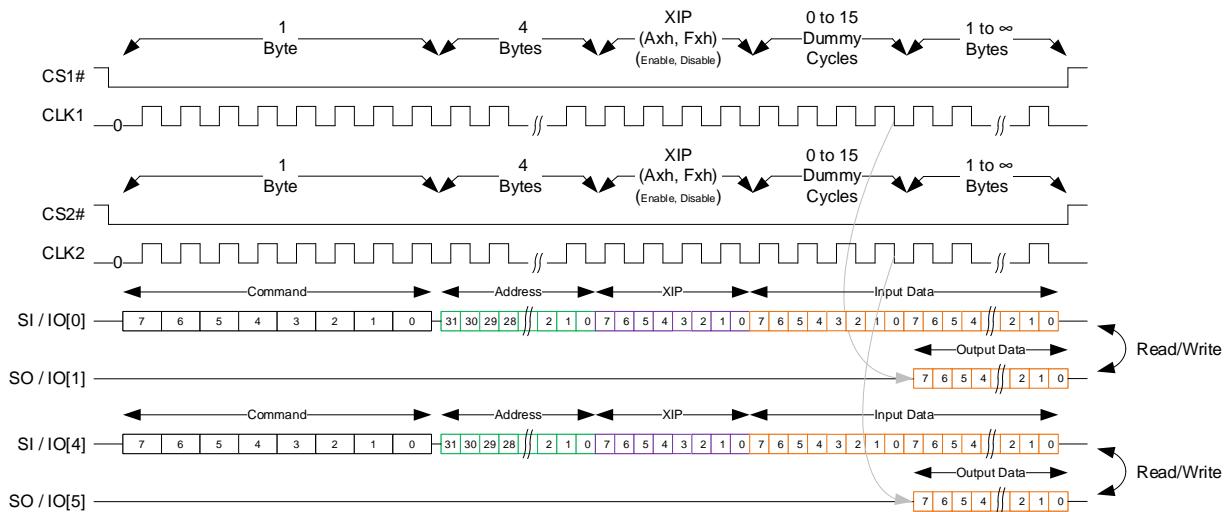 1
Byte
4
Bytes
XIP
(Axh, Fxh)
(Enable, Disable)
0 to 15
Dummy
Cycles
1 to ∞
Bytes
CS1#
CLK1
0
1
Byte
4
Bytes
XIP
(Axh, Fxh)
(Enable, Disable)
0 to 15
Dummy
Cycles
1 to ∞
Bytes
CS2#
CLK2
0
Command Address XIP Input Data
SI / IO[0] 7 6 5 4 3 2 1 0 31 30 29 28 2 1 0 7 6 5 4 3 2 1 0 7 6 5 4 3 2 1 0 7 6 5 4 2 1 0
Output Data
Read/Write
SO / IO[1] 7 6 5 4 2 1 0
Command Address XIP Input Data
SI / IO[4] 7 6 5 4 3 2 1 0 31 30 29 28 2 1 0 7 6 5 4 3 2 1 0 7 6 5 4 3 2 1 0 7 6 5 4 2 1 0
Output Data
Read/Write
SO / IO[5] 7 6 5 4 2 1 0